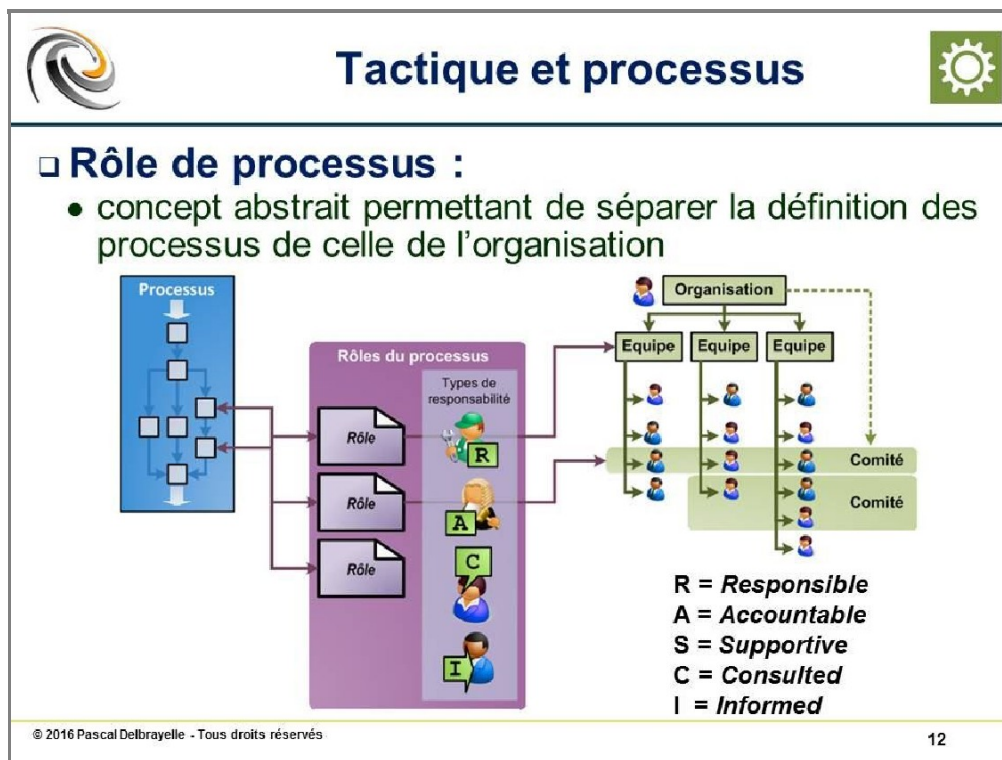 Tactique et processus
□ Rôle de processus :
• concept abstrait permettant de séparer la définition des
processus de celle de l'organisation
Processus
Rôles du processus
Types de
responsabilité
Rôle
R
Rôle
A
C
Rôle
I
Organisation
Equipe Equipe Equipe
Comité
Comité
R = Responsible
A = Accountable
S = Supportive
C = Consulted
I = Informed
© 2016 Pascal Delbrayelle - Tous droits réservés
12